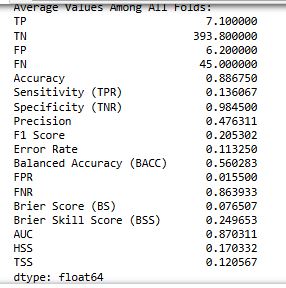 Average Values Among All Folds:
TP 7.100000
TN 393.800000
FP 6.200000
FN 45.000000
Accuracy 0.886750
Sensitivity (TPR) 0.136067
Specificity (TNR) 0.984500
Precision 0.476311
F1 Score 0.205302
Error Rate 0.113250
Balanced Accuracy (BACC) 0.560283
FPR 0.015500
FNR 0.863933
Brier Score (BS) 0.076507
Brier Skill Score (BSS) 0.249653
AUC 0.870311
HSS 0.170332
TSS 0.120567
dtype: float64